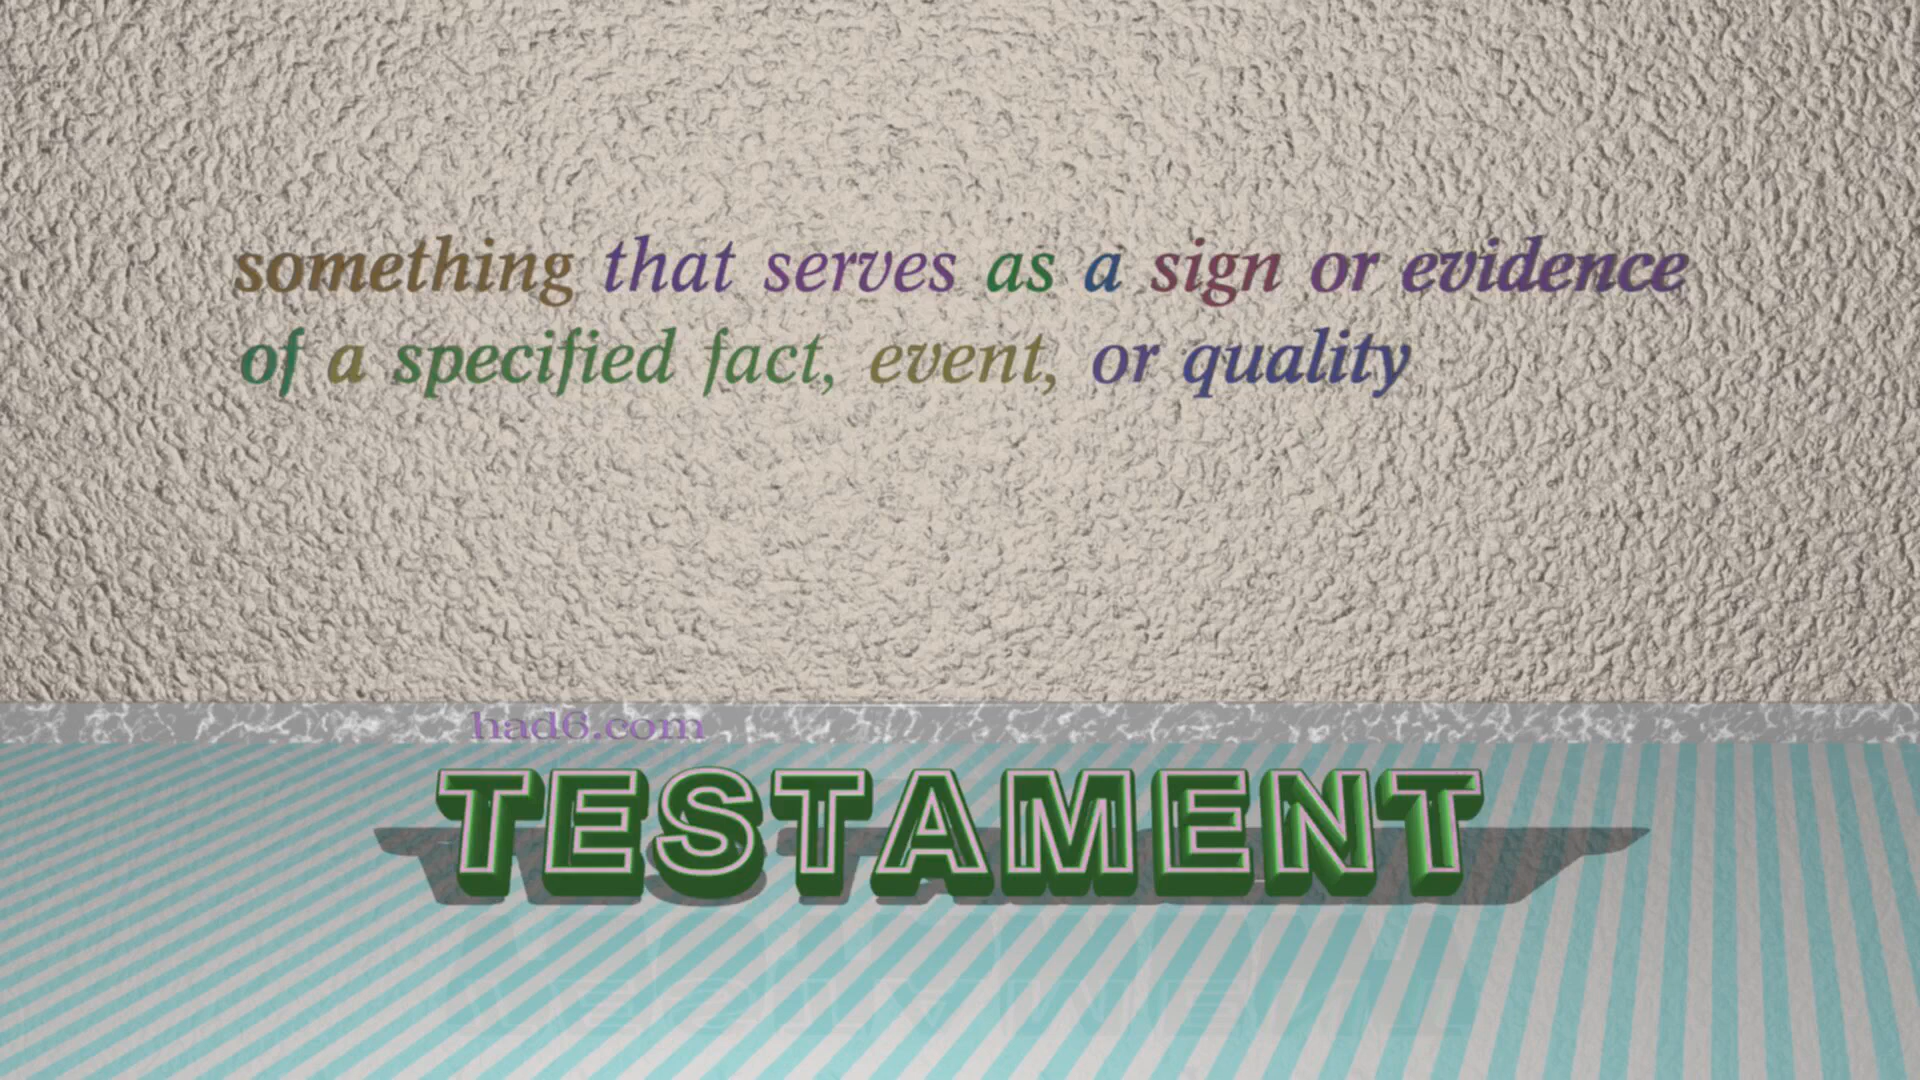 something that serves as a sign or evidence
of a specified fact, event, or quality
had6.com
TESTAMENT